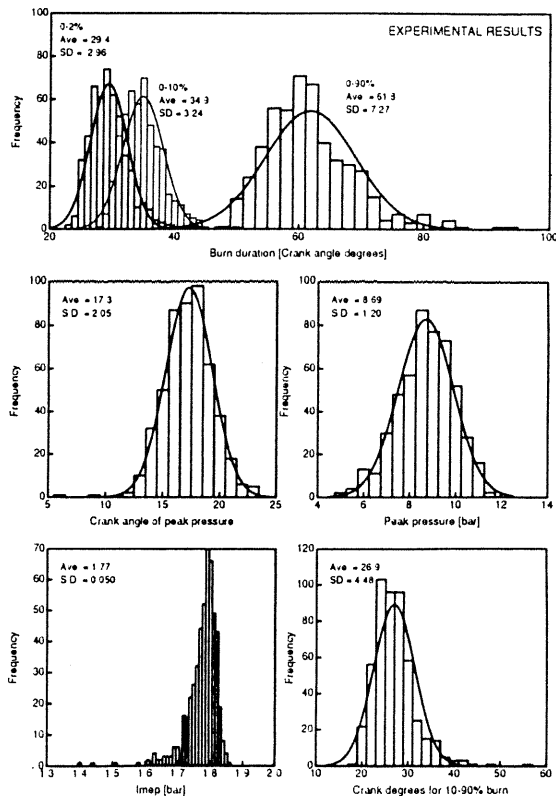 EXPERIMENTAL RESULTS
0-2%
Ave = 29.4
SD = 2.96
0-10%
Ave = 34.9
SD = 3.24
0-90%
Ave = 61.8
SD = 7.27
Frequency
100
80
60
40
20
0
20 40 60 80 100
Burn duration [Crank angle degrees]
Ave = 17.3
SD = 2.05
Frequency
100
80
60
40
20
0
5 10 15 20 25
Crank angle of peak pressure
Ave = 8.69
SD = 1.20
Frequency
100
80
60
40
20
0
4 6 8 10 12 14
Peak pressure [bar]
Ave = 1.77
SD = 0.050
Frequency
70
60
50
40
30
20
10
0
1.3 1.4 1.5 1.6 1.7 1.8 1.9 2.0
Imep [bar]
Ave = 26.9
SD = 4.48
Frequency
120
100
80
60
40
20
0
10 20 30 40 50 60
Crank degrees for 10-90% burn